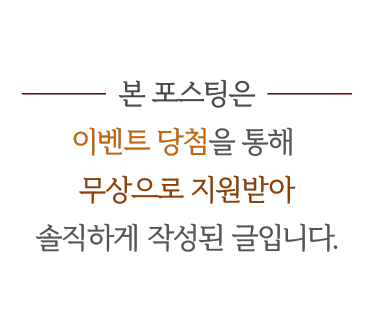 본 포스팅은
이벤트 당첨을 통해
무상으로 지원받아
솔직하게 작성된 글입니다.